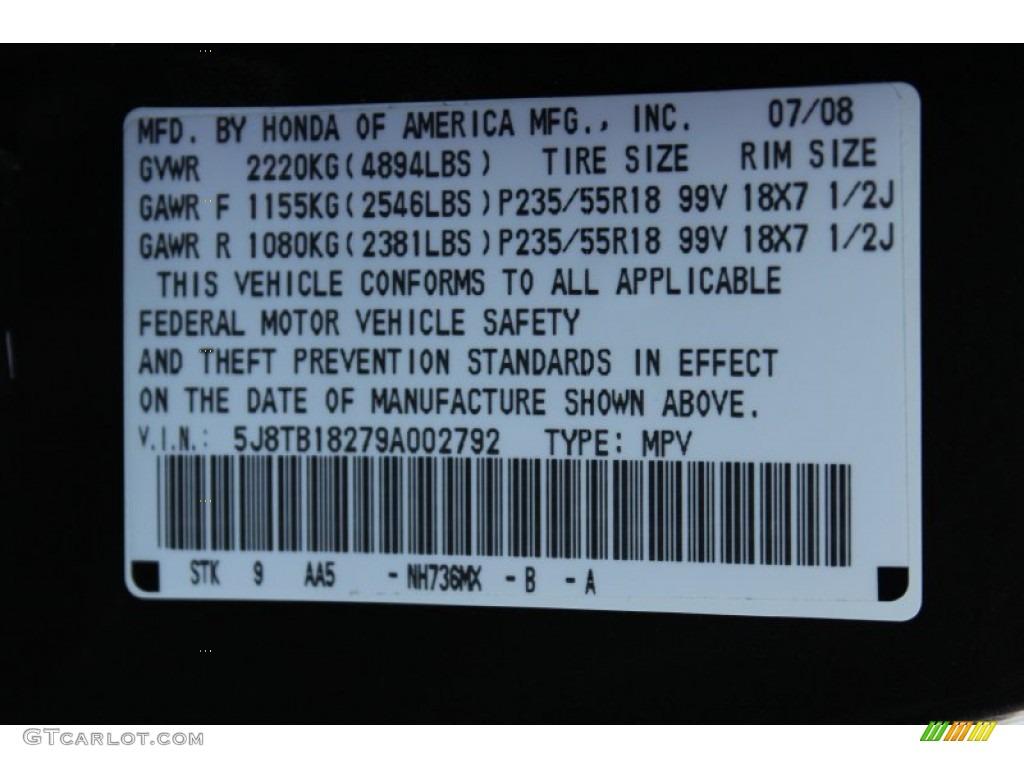 MFD. BY HONDA OF AMERICA MFG., INC. 07/08
GVWR 2220KG(4894LBS) TIRE SIZE RIM SIZE
GAWR F 1155KG(2546LBS)P235/55R18 99V 18X7 1/2J
GAWR R 1080KG(2381LBS)P235/55R18 99V 18X7 1/2J
THIS VEHICLE CONFORMS TO ALL APPLICABLE
FEDERAL MOTOR VEHICLE SAFETY
AND THEFT PREVENTION STANDARDS IN EFFECT
ON THE DATE OF MANUFACTURE SHOWN ABOVE.
V.I.N.: 5J8TB18279A002792 TYPE: MPV
STK 9 AA5 -NH736MX -B -A
GTCARLOT.COM